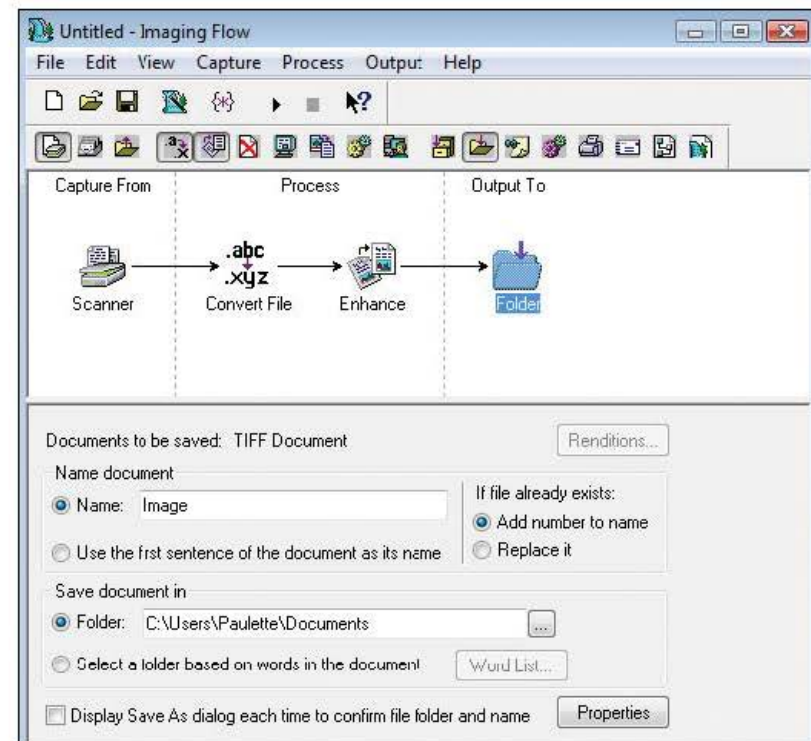 Untitled - Imaging Flow
File Edit View Capture Process Output Help
Capture From Process Output To
.abc
.xyz
Scanner Convert File Enhance Folder
Documents to be saved: TIFF Document Renditions...
Name document
If file already exists:
Name: Image
Add number to name
Use the first sentence of the document as its name
Replace it
Save document in
Folder: C:\Users\Paulette\Documents ...
Select a folder based on words in the document Word List...
Display Save As dialog each time to confirm file folder and name Properties